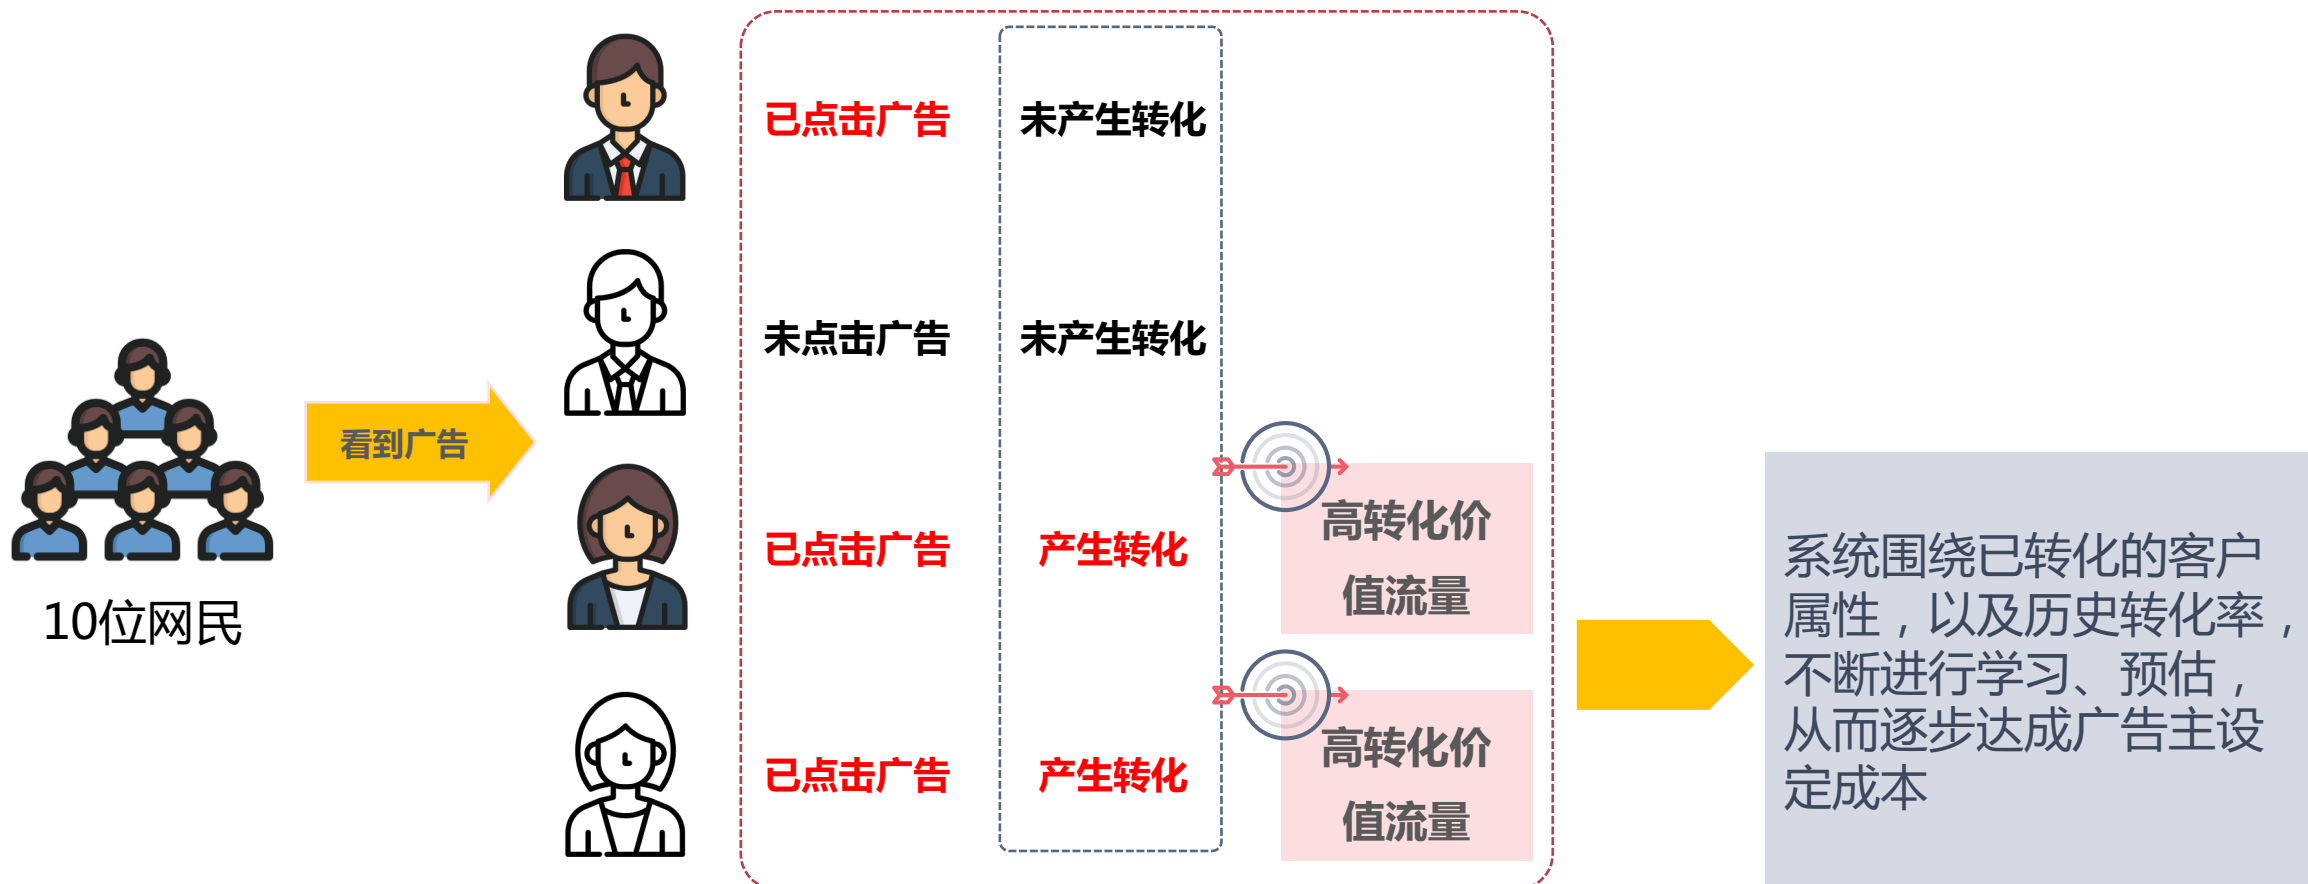 已点击广告 未产生转化
未点击广告 未产生转化
看到广告
10位网民
已点击广告 产生转化
高转化价
值流量
已点击广告 产生转化
高转化价
值流量
系统围绕已转化的客户
属性，以及历史转化率，
不断进行学习、预估，
从而逐步达成广告主设
定成本